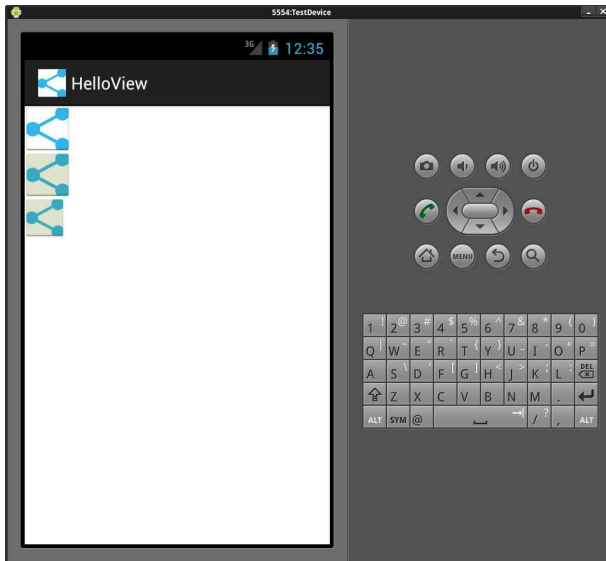 5554:TestDevice
3G 12:35
HelloView
MENU
1 ! 2 @ 3 # 4 $ 5 % 6 ^ 7 & 8 * 9 ( 0 )
Q | W ~ E " R ` T { Y } U _ I - O + P =
A S \ D ' F [ G ] H < J > K ; L : DEL
Z X C V B N M .
ALT SYM @ / ? , ALT